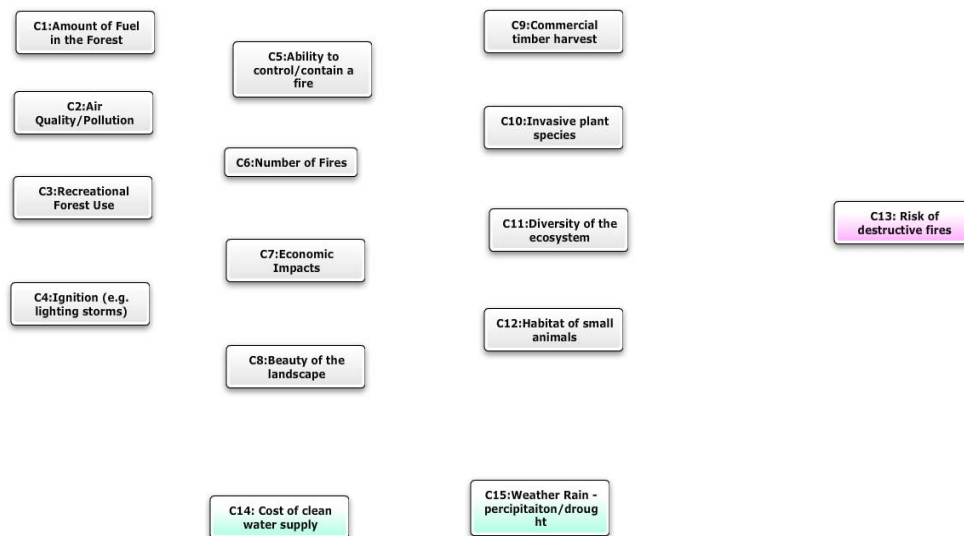 C1:Amount of Fuel
in the Forest
C2:Air
Quality/Pollution
C3:Recreational
Forest Use
C4:Ignition (e.g.
lighting storms)
C5:Ability to
control/contain a
fire
C6:Number of Fires
C7:Economic
Impacts
C8:Beauty of the
landscape
C9:Commercial
timber harvest
C10:Invasive plant
species
C11:Diversity of the
ecosystem
C12:Habitat of small
animals
C13: Risk of
destructive fires
C14: Cost of clean
water supply
C15:Weather Rain -
percipitaiton/droug
ht